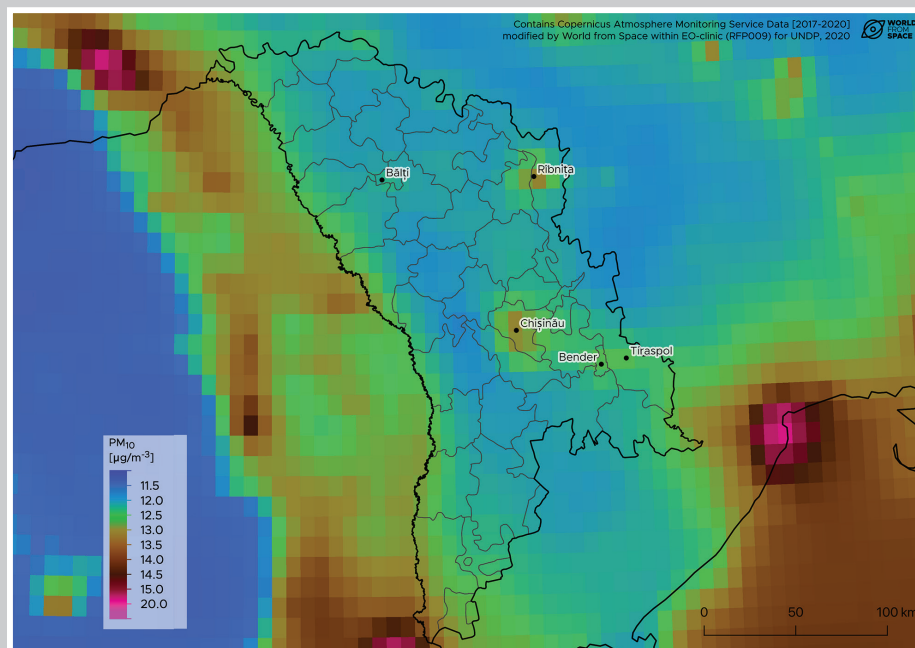 Contains Copernicus Atmosphere Monitoring Service Data [2017-2020]
modified by World from Space within EO-clinic (RFP009) for UNDP, 2020
WORLD
FROM
SPACE
Bălți
Rîbnița
Chișinău
Bender
Tiraspol
PM₁₀
[µg/m⁻³]
11.5
12.0
12.5
13.0
13.5
14.0
14.5
15.0
20.0
0 50 100 km